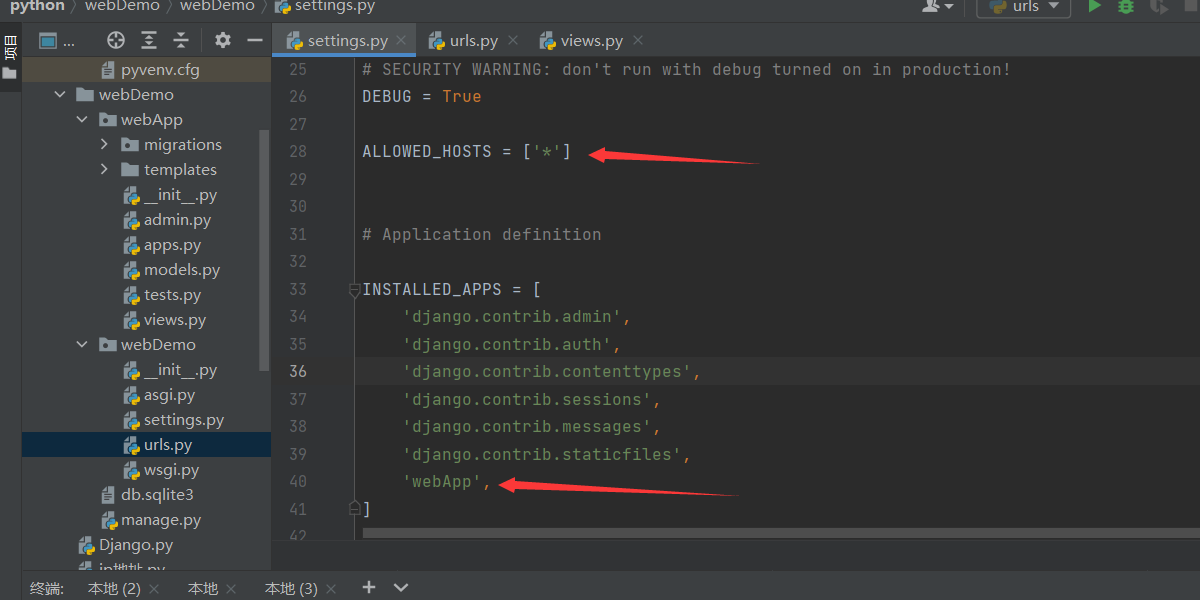 python 〉 webDemo 〉 webDemo 〉 settings.py
urls
项目
...
settings.py × urls.py × views.py ×
pyvenv.cfg
webDemo
webApp
migrations
templates
__init__.py
admin.py
apps.py
models.py
tests.py
views.py
webDemo
__init__.py
asgi.py
settings.py
urls.py
wsgi.py
db.sqlite3
manage.py
Django.py
ip地址.py
25 # SECURITY WARNING: don't run with debug turned on in production!
26 DEBUG = True
27
28 ALLOWED_HOSTS = ['*']
29
30
31 # Application definition
32
33 INSTALLED_APPS = [
34 'django.contrib.admin',
35 'django.contrib.auth',
36 'django.contrib.contenttypes',
37 'django.contrib.sessions',
38 'django.contrib.messages',
39 'django.contrib.staticfiles',
40 'webApp',
41 ]
42
终端: 本地 (2) × 本地 × 本地 (3) × +